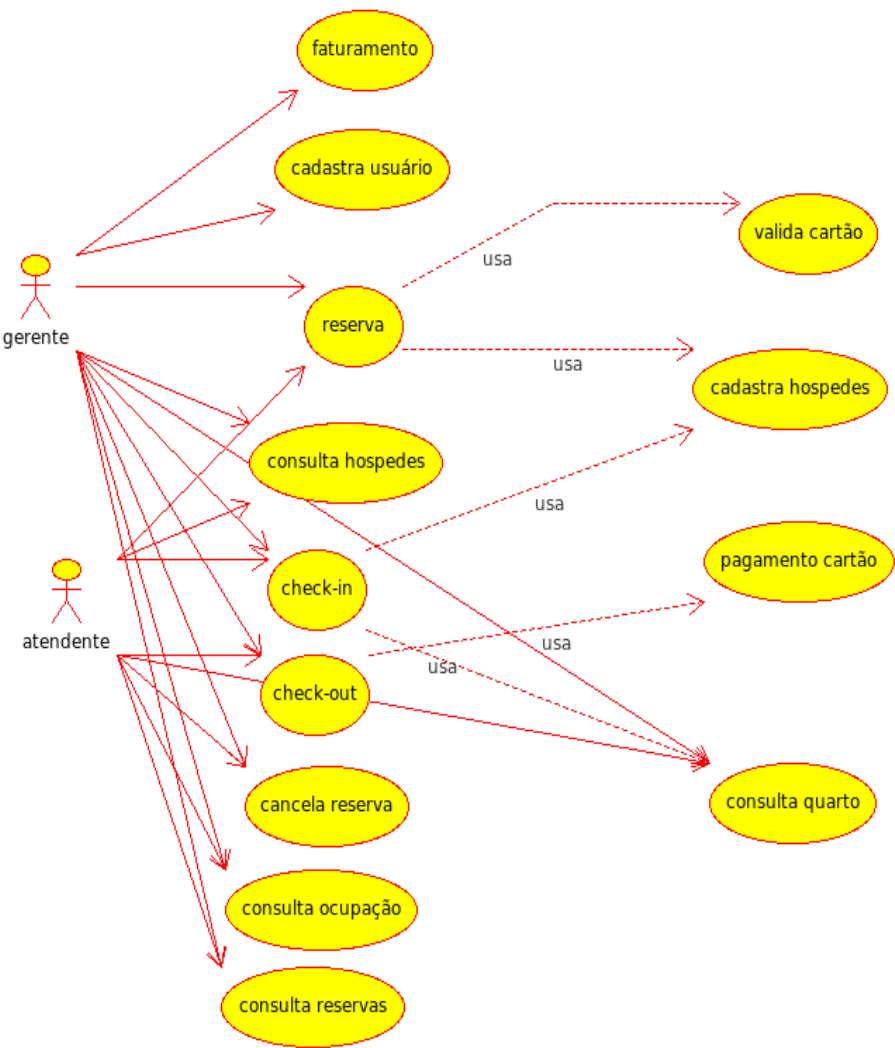 faturamento
cadastra usuário
valida cartão
usa
gerente
reserva
usa
cadastra hospedes
consulta hospedes
usa
pagamento cartão
check-in
atendente
usa
usa
check-out
consulta quarto
cancela reserva
consulta ocupação
consulta reservas